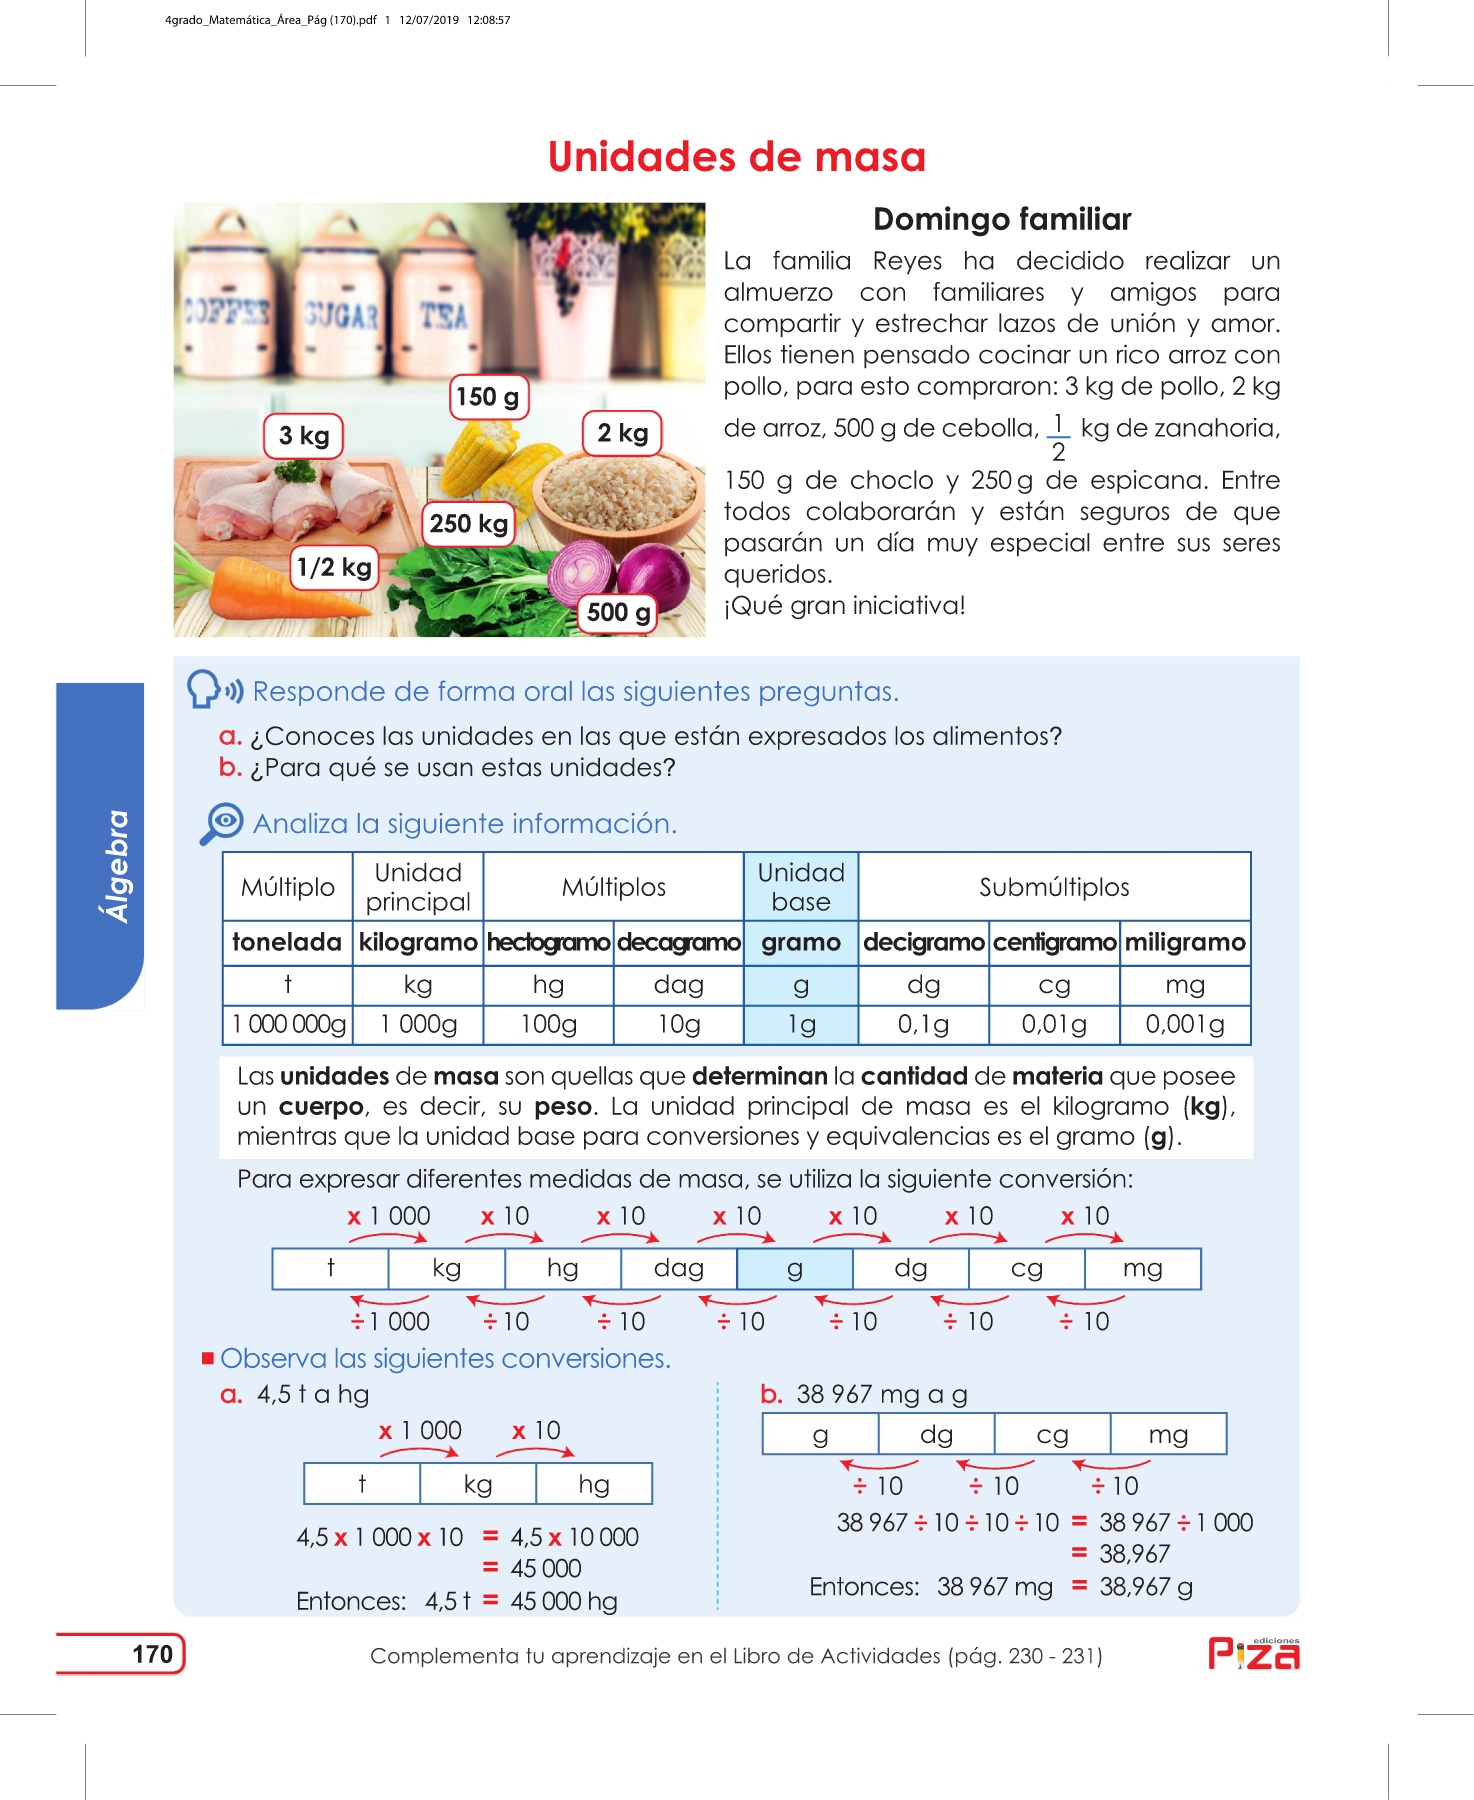 4grado_Matemática_Área_Pág (170).pdf 1 12/07/2019 12:08:57
Unidades de masa
COFFEE
SUGAR
TEA
150 g
3 kg
2 kg
250 kg
1/2 kg
500 g
Domingo familiar
La familia Reyes ha decidido realizar un
almuerzo con familiares y amigos para
compartir y estrechar lazos de unión y amor.
Ellos tienen pensado cocinar un rico arroz con
pollo, para esto compraron: 3 kg de pollo, 2 kg
de arroz, 500 g de cebolla, 1/2 kg de zanahoria,
150 g de choclo y 250 g de espicana. Entre
todos colaborarán y están seguros de que
pasarán un día muy especial entre sus seres
queridos.
¡Qué gran iniciativa!
Álgebra
Responde de forma oral las siguientes preguntas.
a. ¿Conoces las unidades en las que están expresados los alimentos?
b. ¿Para qué se usan estas unidades?
Analiza la siguiente información.
Múltiplo Unidad principal Múltiplos Unidad base Submúltiplos
tonelada kilogramo hectogramo decagramo gramo decigramo centigramo miligramo
t kg hg dag g dg cg mg
1 000 000g 1 000g 100g 10g 1g 0,1g 0,01g 0,001g
Las unidades de masa son quellas que determinan la cantidad de materia que posee
un cuerpo, es decir, su peso. La unidad principal de masa es el kilogramo (kg),
mientras que la unidad base para conversiones y equivalencias es el gramo (g).
Para expresar diferentes medidas de masa, se utiliza la siguiente conversión:
x 1 000 x 10 x 10 x 10 x 10 x 10 x 10
t kg hg dag g dg cg mg
÷ 1 000 ÷ 10 ÷ 10 ÷ 10 ÷ 10 ÷ 10 ÷ 10
Observa las siguientes conversiones.
a. 4,5 t a hg
x 1 000 x 10
t kg hg
4,5 x 1 000 x 10 = 4,5 x 10 000
= 45 000
Entonces: 4,5 t = 45 000 hg
b. 38 967 mg a g
g dg cg mg
÷ 10 ÷ 10 ÷ 10
38 967 ÷ 10 ÷ 10 ÷ 10 = 38 967 ÷ 1 000
= 38,967
Entonces: 38 967 mg = 38,967 g
170
Complementa tu aprendizaje en el Libro de Actividades (pág. 230 - 231)
ediciones
Piza